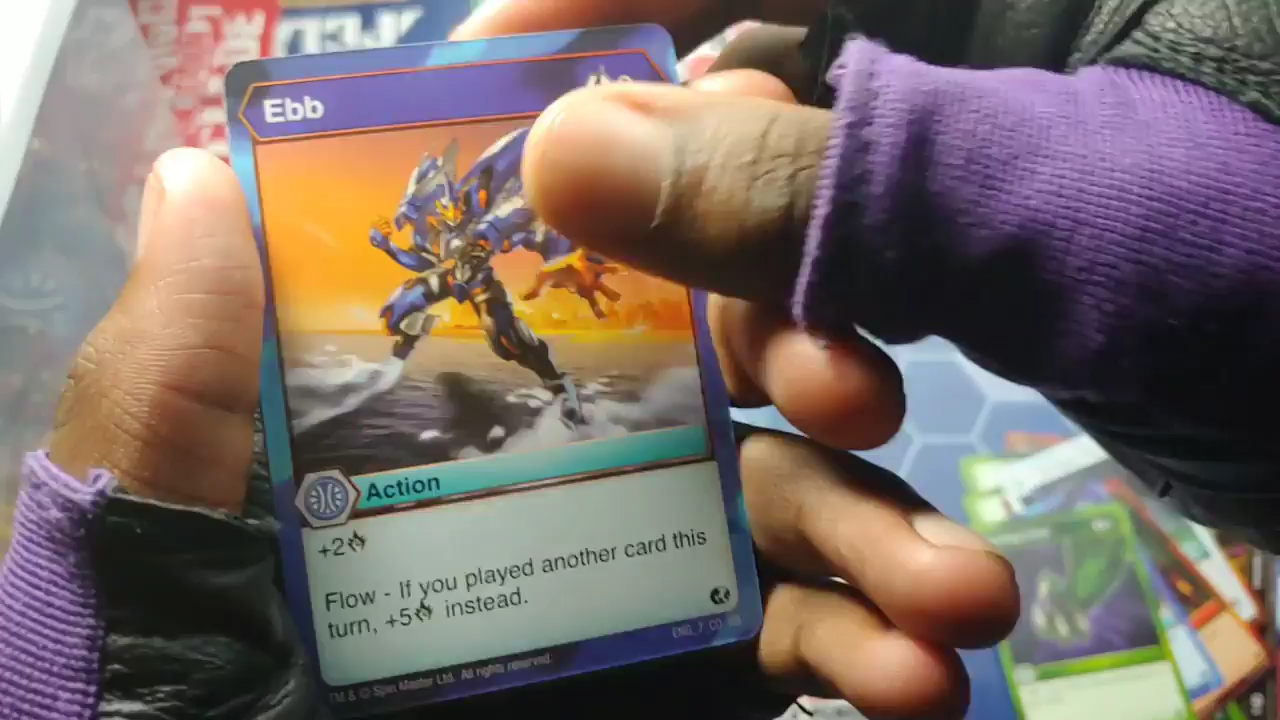 Ebb
Action
+2
Flow - If you played another card this
turn, +5 instead.
ENG_7_CO
TM & © Spin Master Ltd. All rights reserved.